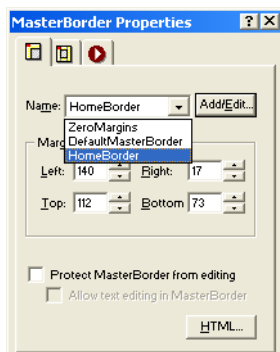 MasterBorder Properties
Name: HomeBorder Add/Edit...
ZeroMargins
DefaultMasterBorder
HomeBorder
Marg
Left: 140 Right: 17
Top: 112 Bottom 73
Protect MasterBorder from editing
Allow text editing in MasterBorder
HTML...